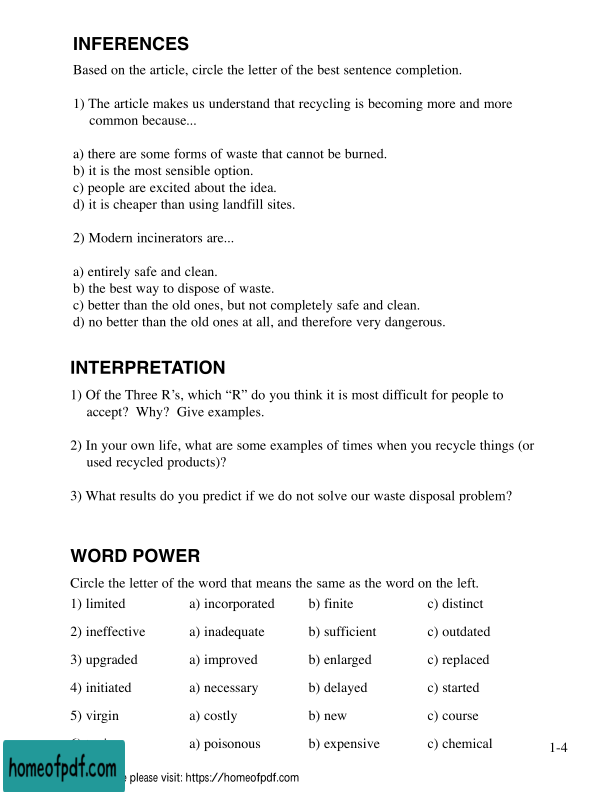 INFERENCES
Based on the article, circle the letter of the best sentence completion.
1) The article makes us understand that recycling is becoming more and more
common because...
a) there are some forms of waste that cannot be burned.
b) it is the most sensible option.
c) people are excited about the idea.
d) it is cheaper than using landfill sites.
2) Modern incinerators are...
a) entirely safe and clean.
b) the best way to dispose of waste.
c) better than the old ones, but not completely safe and clean.
d) no better than the old ones at all, and therefore very dangerous.
INTERPRETATION
1) Of the Three R's, which “R” do you think it is most difficult for people to
accept? Why? Give examples.
2) In your own life, what are some examples of times when you recycle things (or
used recycled products)?
3) What results do you predict if we do not solve our waste disposal problem?
WORD POWER
Circle the letter of the word that means the same as the word on the left.
1) limited a) incorporated b) finite c) distinct
2) ineffective a) inadequate b) sufficient c) outdated
3) upgraded a) improved b) enlarged c) replaced
4) initiated a) necessary b) delayed c) started
5) virgin a) costly b) new c) course
a) poisonous b) expensive c) chemical
1-4
homeofpdf.com
please visit: https://homeofpdf.com